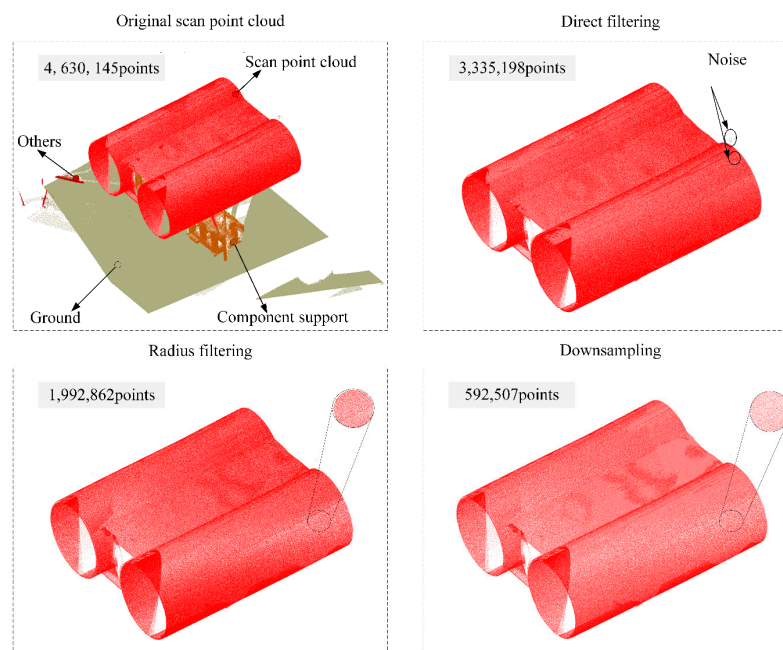 Original scan point cloud
Direct filtering
4, 630, 145points
Scan point cloud
Others
Ground
Component support
3,335,198points
Noise
Radius filtering
Downsampling
1,992,862points
592,507points